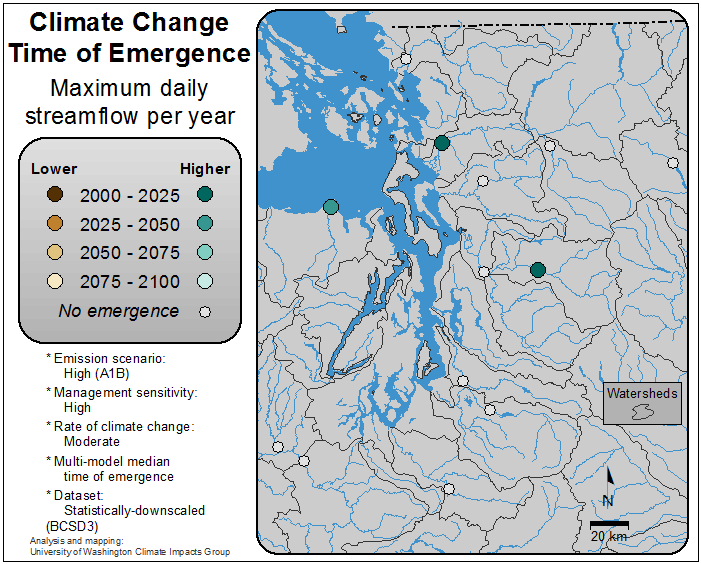 Climate Change
Time of Emergence
Maximum daily
streamflow per year
Lower Higher
2000 - 2025
2025 - 2050
2050 - 2075
2075 - 2100
No emergence
* Emission scenario:
High (A1B)
* Management sensitivity:
High
* Rate of climate change:
Moderate
* Multi-model median
time of emergence
* Dataset:
Statistically-downscaled
(BCSD3)
Analysis and mapping:
University of Washington Climate Impacts Group
Watersheds
N
20 km